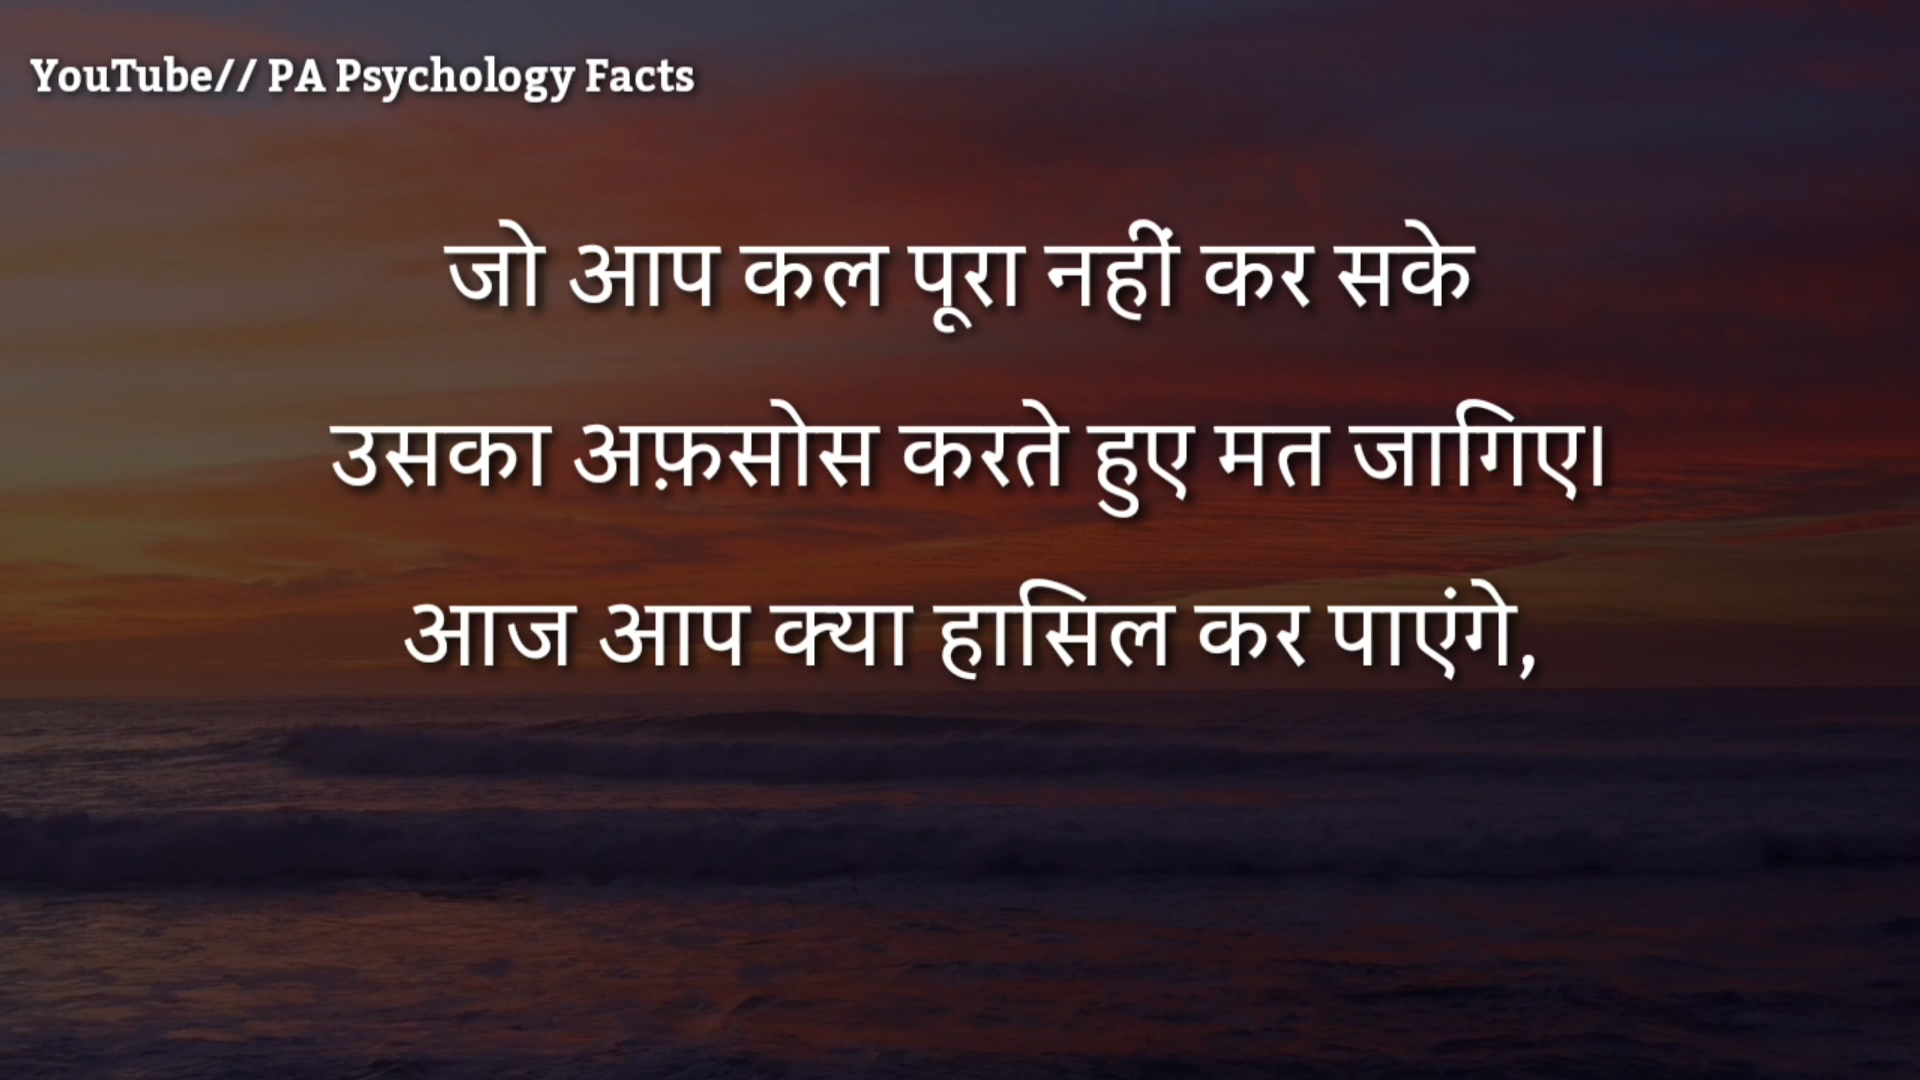 YouTube// PA Psychology Facts
जो आप कल पूरा नहीं कर सके
उसका अफ़सोस करते हुए मत जागिए।
आज आप क्या हासिल कर पाएंगे,